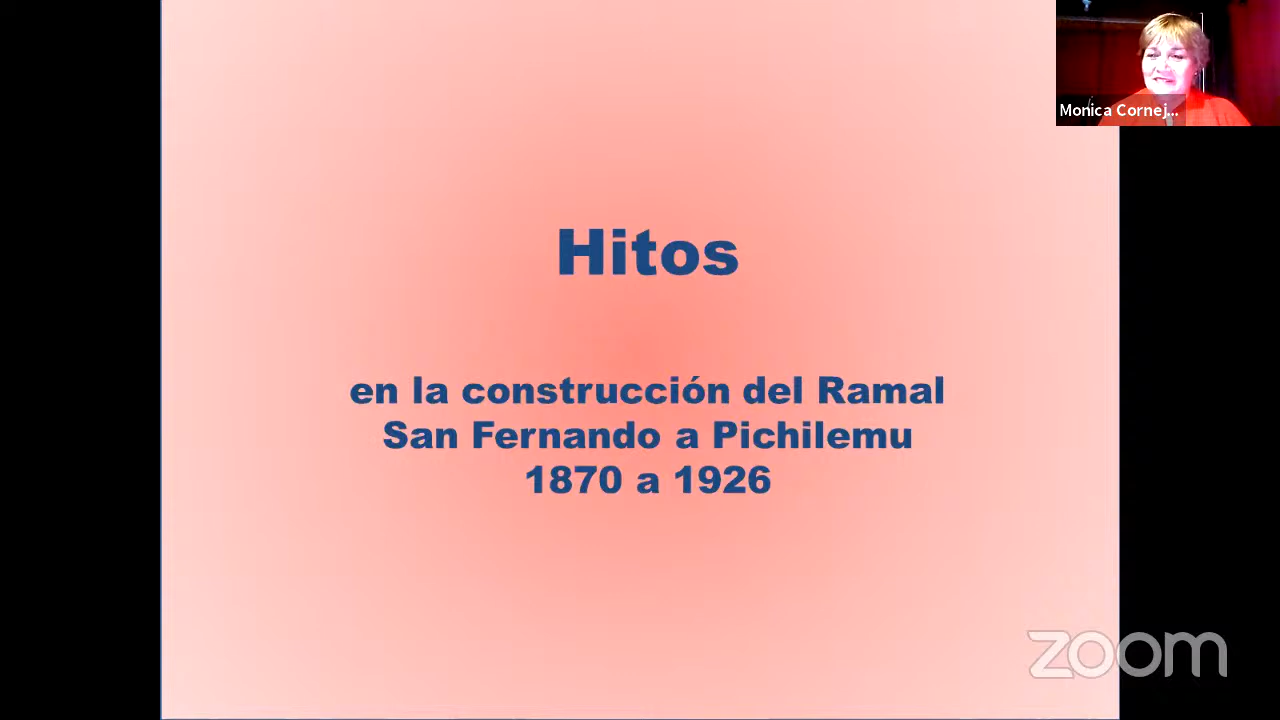 Monica Cornej...
Hitos
en la construcción del Ramal
San Fernando a Pichilemu
1870 a 1926
zoom